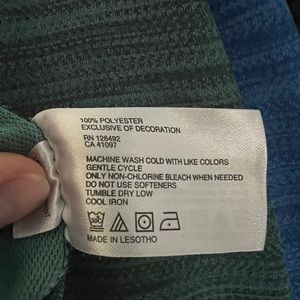 100% POLYESTER
EXCLUSIVE OF DECORATION
RN 128492
CA 41097
MACHINE WASH COLD WITH LIKE COLORS
GENTLE CYCLE
ONLY NON-CHLORINE BLEACH WHEN NEEDED
DO NOT USE SOFTENERS
TUMBLE DRY LOW
COOL IRON
MADE IN LESOTHO